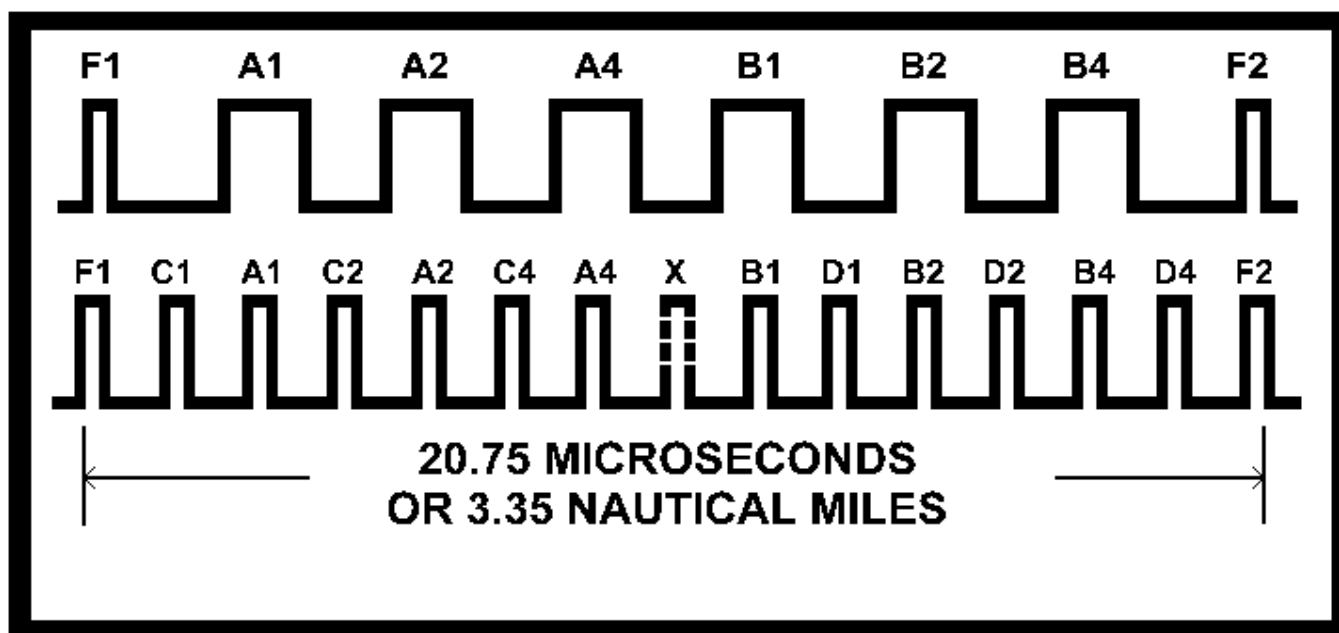 F1 A1 A2 A4 B1 B2 B4 F2
F1 C1 A1 C2 A2 C4 A4 X B1 D1 B2 D2 B4 D4 F2
20.75 MICROSECONDS
OR 3.35 NAUTICAL MILES